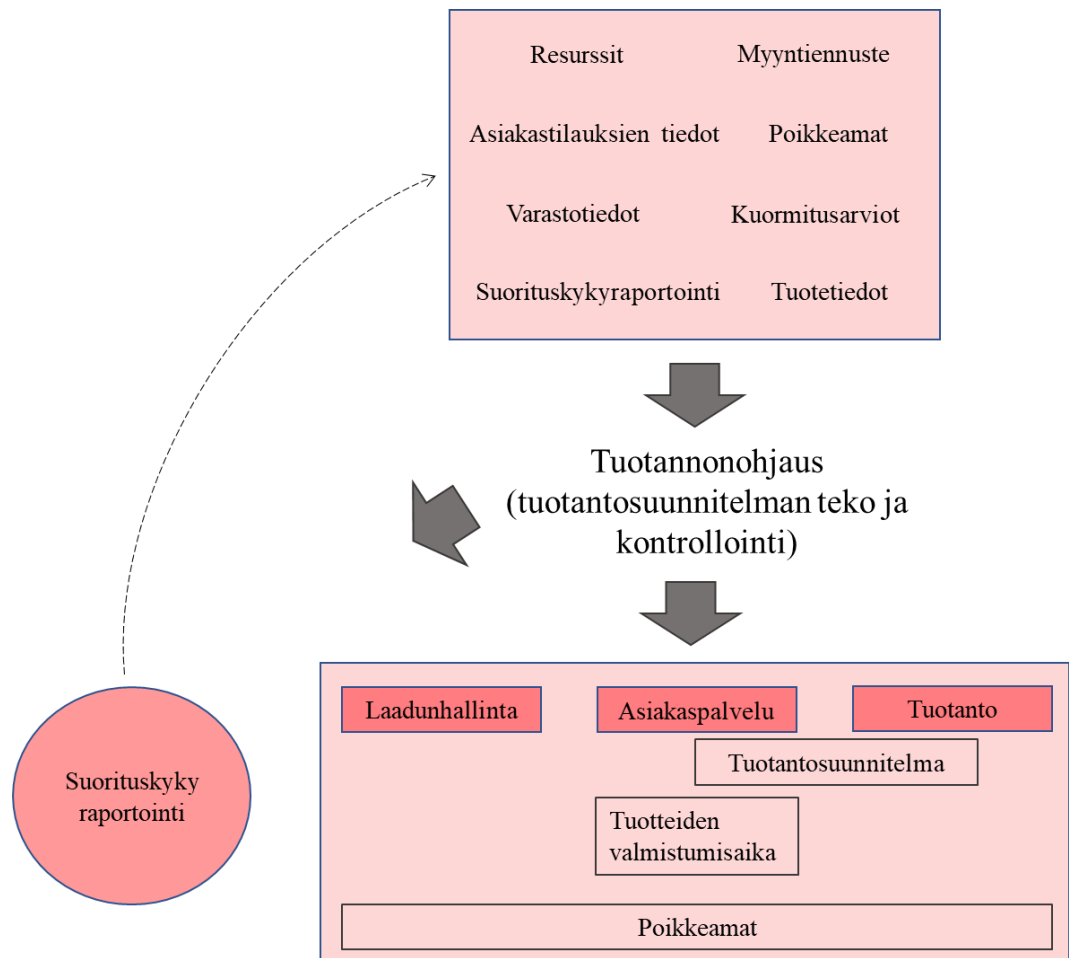 Resurssit
Myyntiennuste
Asiakastilauksien tiedot
Poikkeamat
Varastotiedot
Kuormitusarviot
Suorituskykyraportointi
Tuotetiedot
Tuotannonohjaus
(tuotantosuunnitelman teko ja
kontrollointi)
Laadunhallinta
Asiakaspalvelu
Tuotanto
Tuotantosuunnitelma
Suorituskyky
raportointi
Tuotteiden
valmistumisaika
Poikkeamat